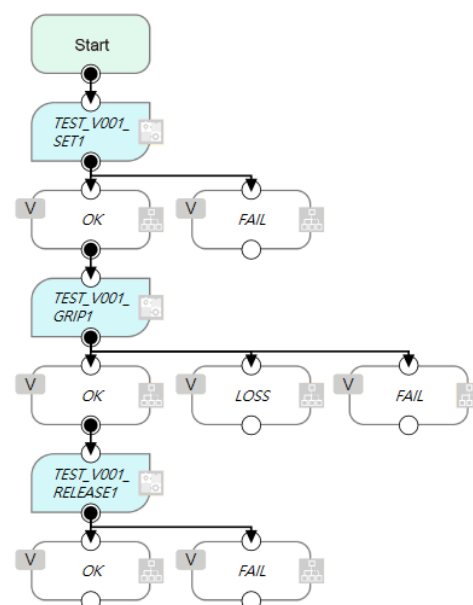 Start
TEST_V001_
SET1
V
OK
V
FAIL
TEST_V001_
GRIP1
V
OK
V
LOSS
V
FAIL
TEST_V001_
RELEASE1
V
OK
V
FAIL